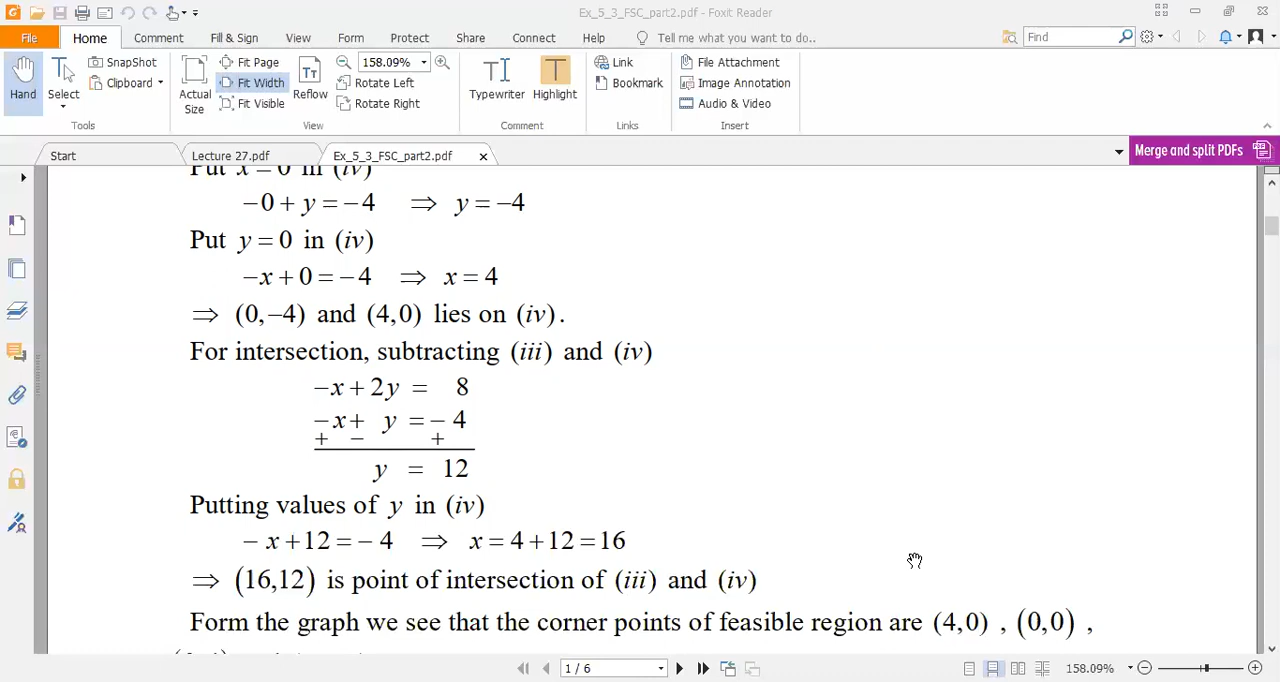 Ex_5_3_FSC_part2.pdf - Foxit Reader
File Home Comment Fill & Sign View Form Protect Share Connect Help Tell me what you want to do.. Find
Hand
Select
SnapShot
Clipboard
Tools
Actual Size
Fit Page
Fit Width
Fit Visible
Reflow
Rotate Left
Rotate Right
View
158.09%
Typewriter
Highlight
Comment
Link
Bookmark
Links
File Attachment
Image Annotation
Audio & Video
Insert
Start
Lecture 27.pdf
Ex_5_3_FSC_part2.pdf
Merge and split PDFs
Put x = 0 in (iv)
−0 + y = −4 ⇒ y = −4
Put y = 0 in (iv)
−x + 0 = −4 ⇒ x = 4
⇒ (0,−4) and (4,0) lies on (iv).
For intersection, subtracting (iii) and (iv)
−x + 2y = 8
−x + y = − 4
+ − +
y = 12
Putting values of y in (iv)
− x + 12 = − 4 ⇒ x = 4 + 12 = 16
⇒ (16,12) is point of intersection of (iii) and (iv)
Form the graph we see that the corner points of feasible region are (4,0) , (0,0) ,
1 / 6
158.09%